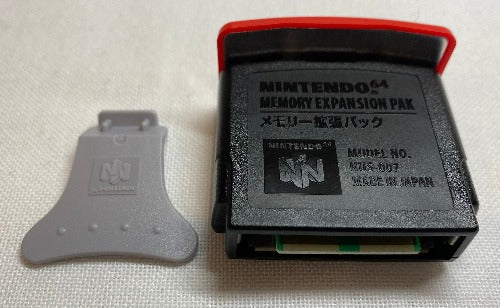 NINTENDO64
MEMORY EXPANSION PAK
メモリー拡張パック
NINTENDO64
MODEL NO.
NUS-007
MADE IN JAPAN